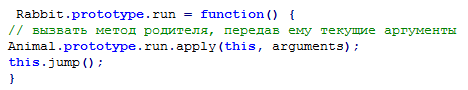 Rabbit.prototype.run = function() {
// вызвать метод родителя, передав ему текущие аргументы
Animal.prototype.run.apply(this, arguments);
this.jump();
}